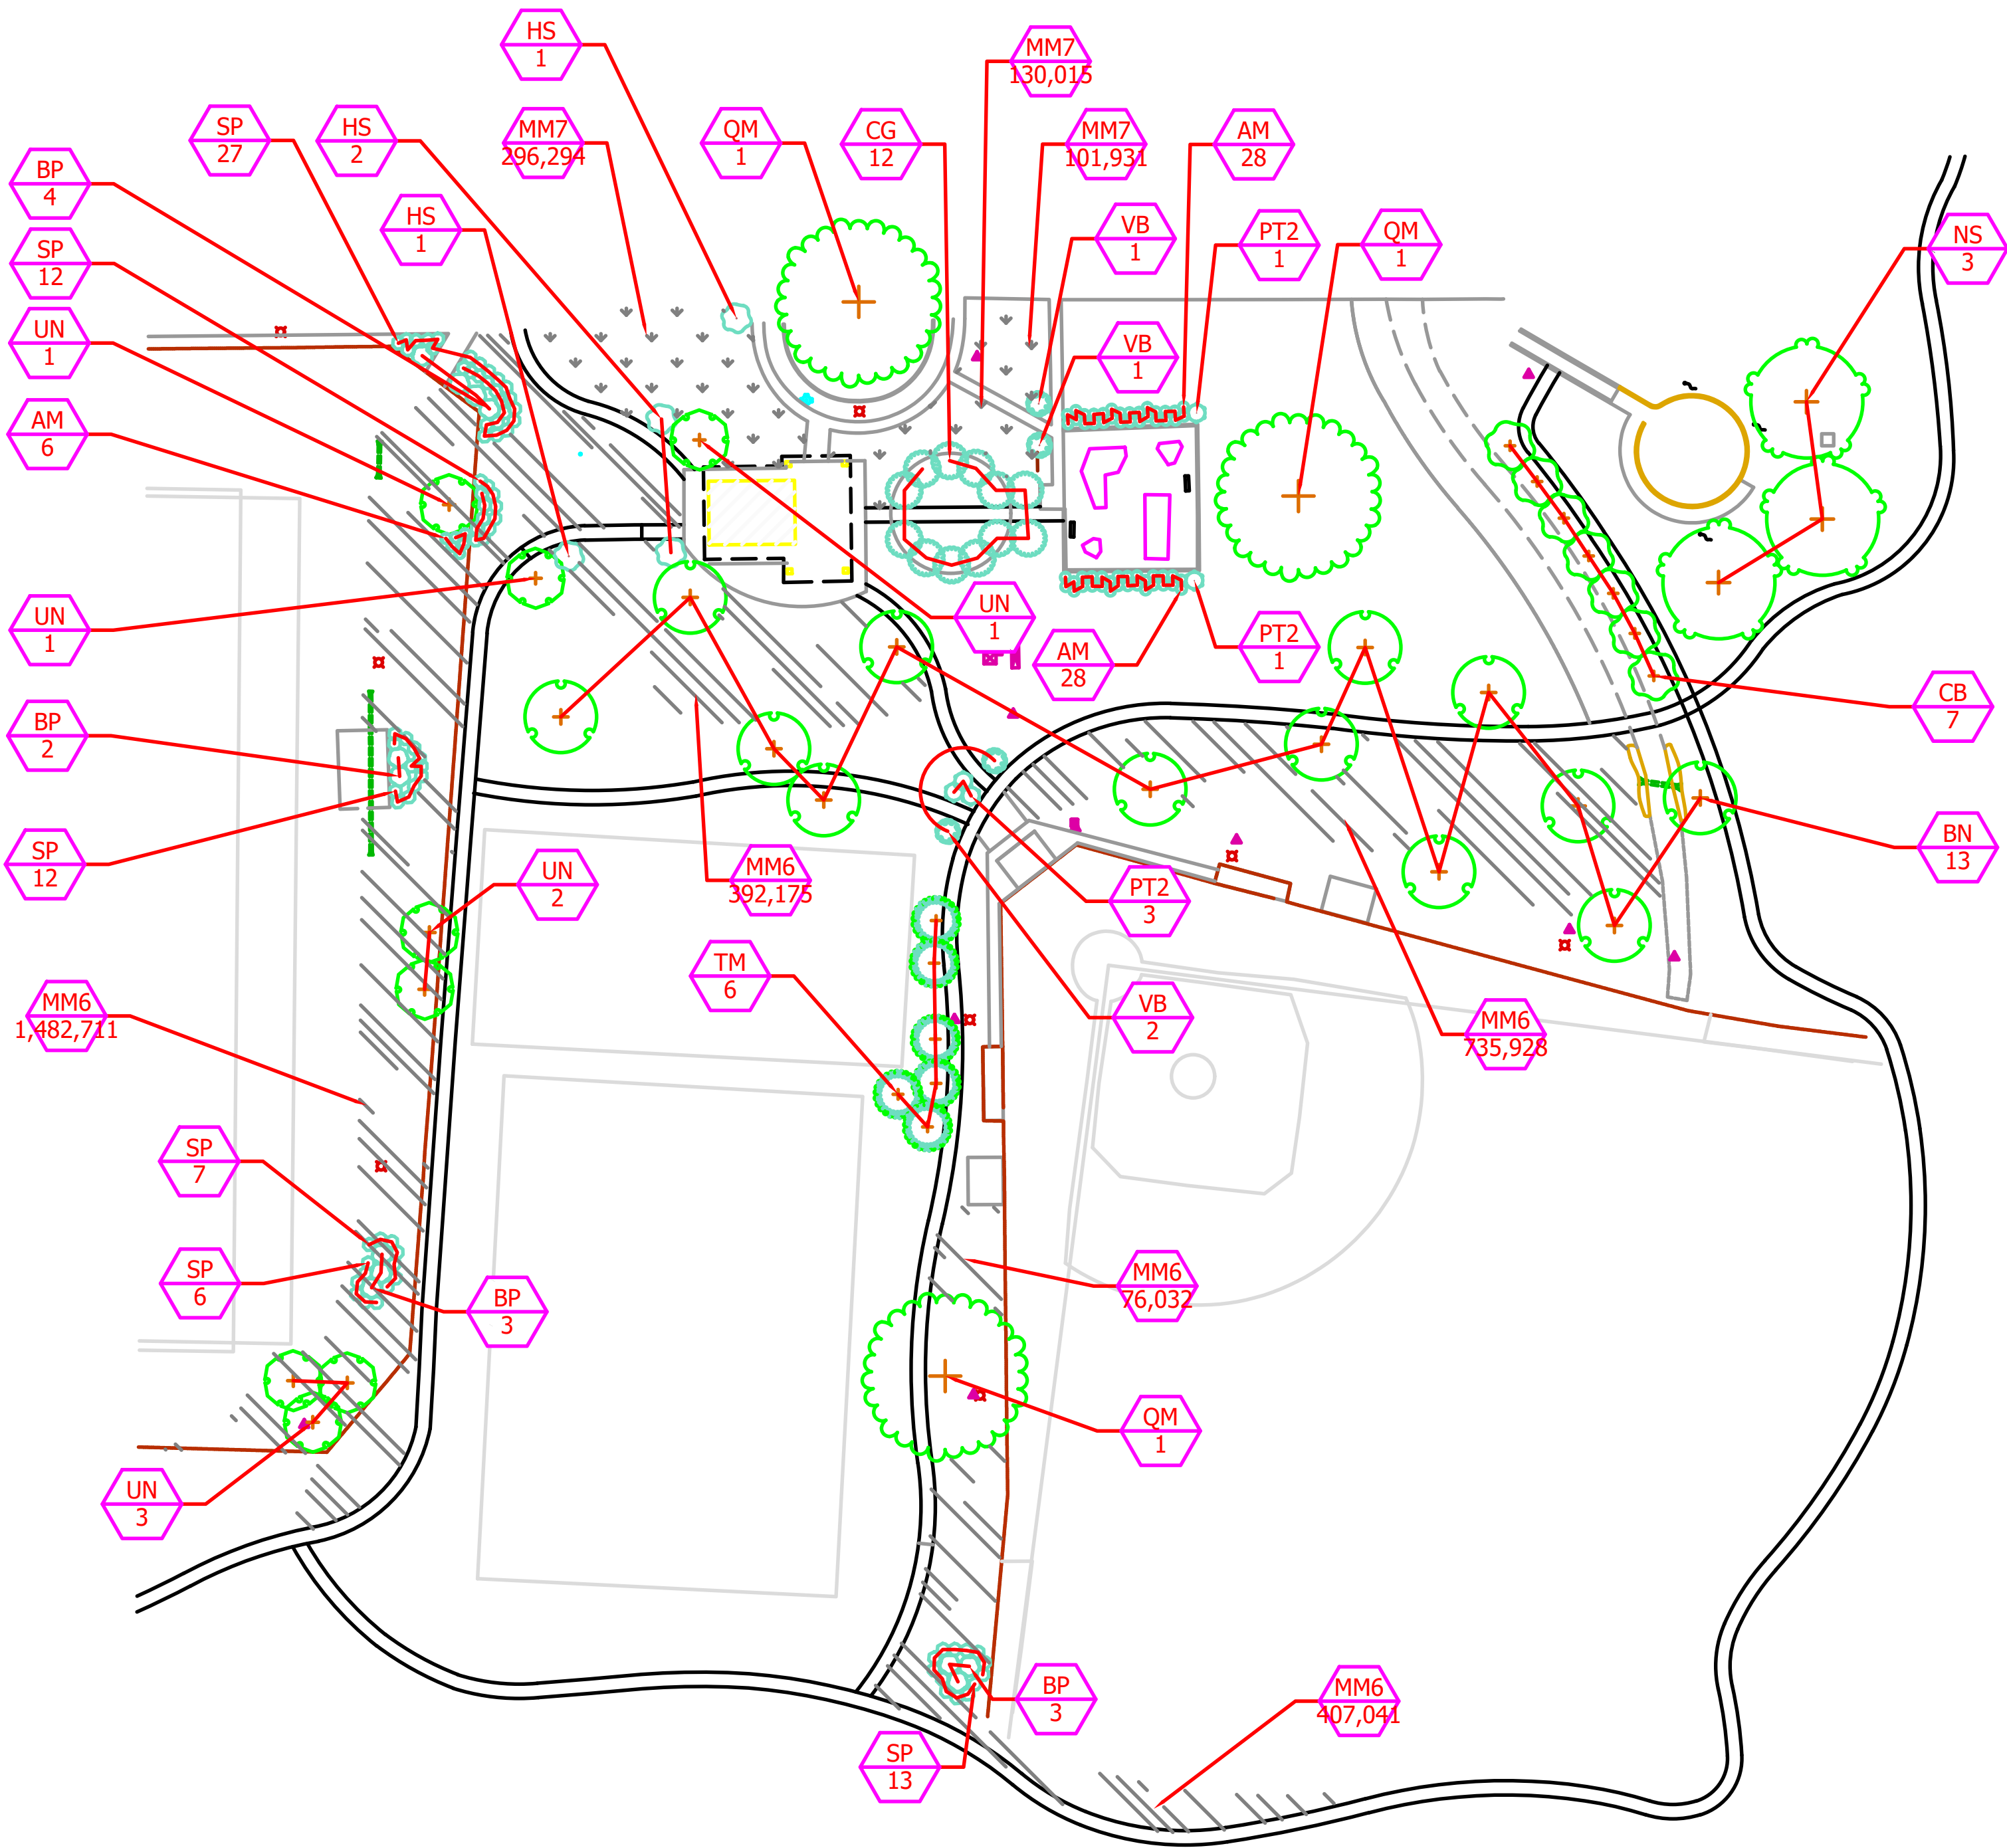 HS
1
MM7
130,015
SP
27
HS
2
MM7
296,294
QM
1
CG
12
MM7
101,931
AM
28
BP
4
HS
1
VB
1
PT2
1
QM
1
NS
3
SP
12
UN
1
VB
1
AM
6
UN
1
UN
1
AM
28
PT2
1
CB
7
BP
2
SP
12
UN
2
MM6
392,175
PT2
3
BN
13
TM
6
MM6
1,482,711
VB
2
MM6
735,928
SP
7
SP
6
BP
3
MM6
76,032
QM
1
UN
3
BP
3
MM6
407,041
SP
13